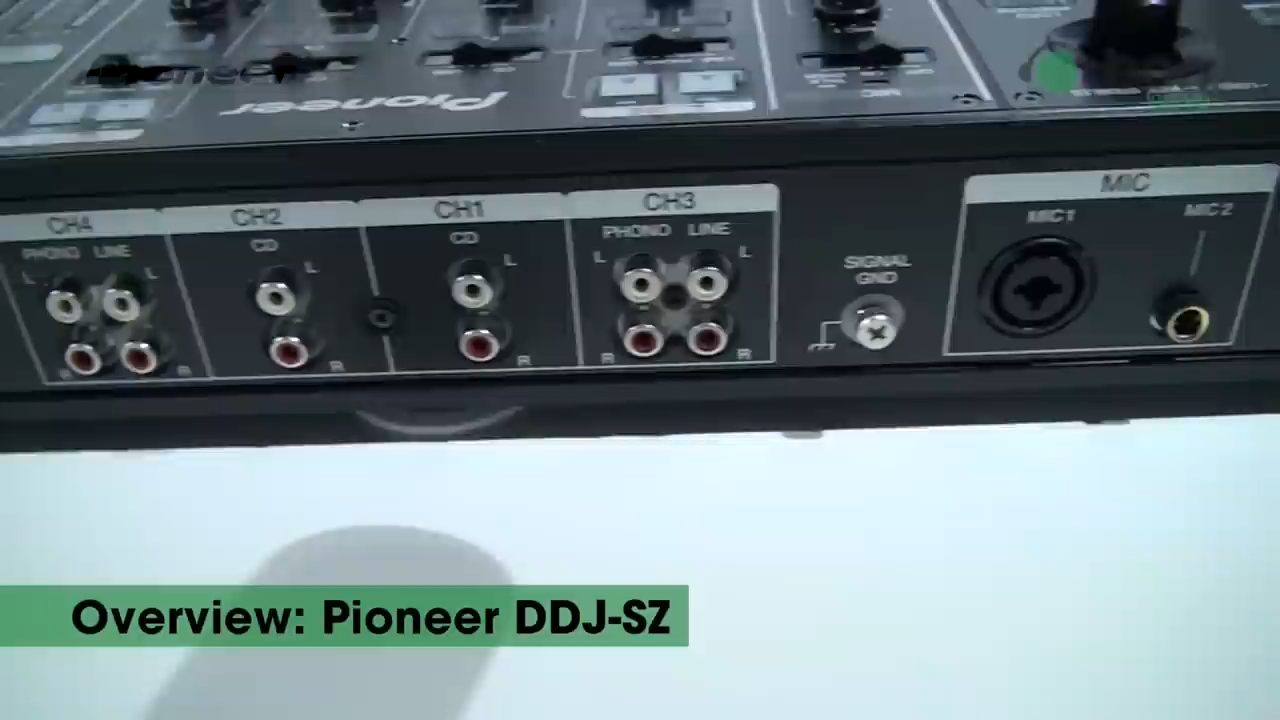 Pioneer
CH4
CH2
CH1
CH3
MIC
PHONO LINE
CD
CD
PHONO LINE
MIC1
MIC2
L
L
L
L
L
L
SIGNAL
GND
R
R
R
R
R
Overview: Pioneer DDJ-SZ